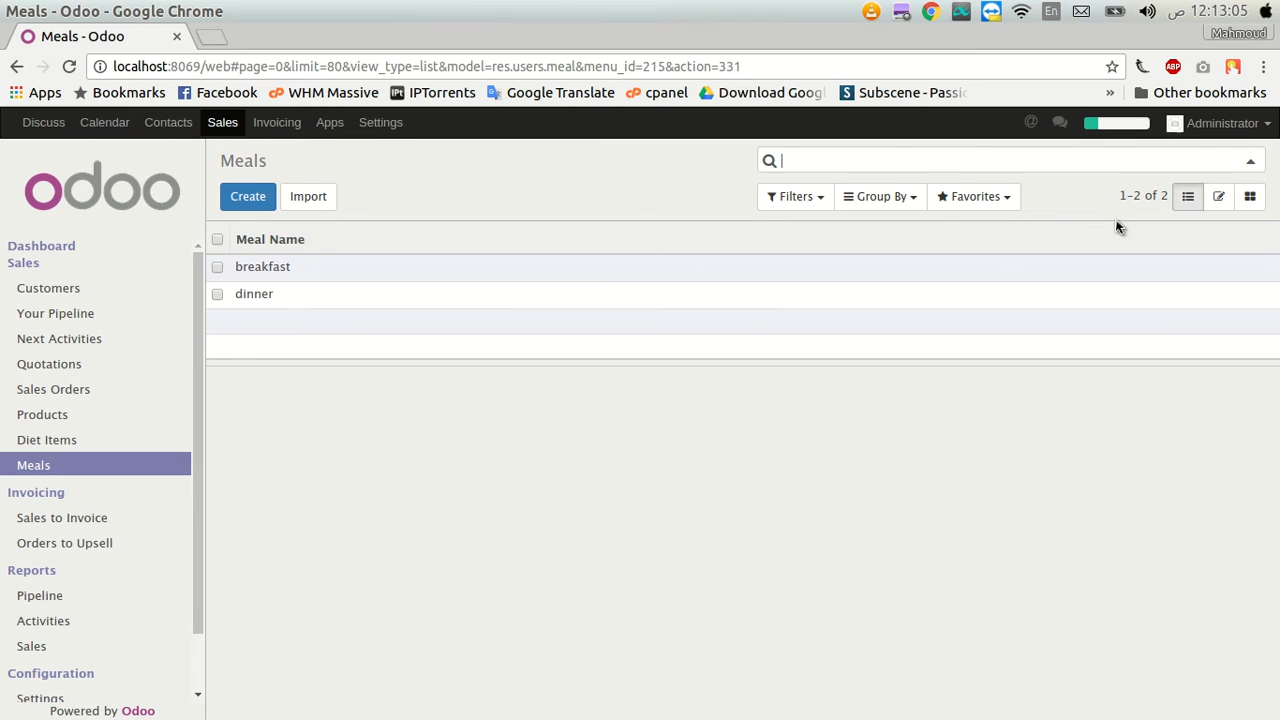 Meals - Odoo - Google Chrome
En
12:13:05 ص
Meals - Odoo
Mahmoud
localhost:8069/web#page=0&limit=80&view_type=list&model=res.users.meal&menu_id=215&action=331
ABP
Apps
Bookmarks
Facebook
WHM Massive
IPTorrents
Google Translate
cpanel
Download Goog
Subscene - Passi
»
Other bookmarks
Discuss
Calendar
Contacts
Sales
Invoicing
Apps
Settings
@
Administrator
odoo
Meals
Create
Import
Filters
Group By
Favorites
1-2 of 2
Dashboard
Sales
Customers
Your Pipeline
Next Activities
Quotations
Sales Orders
Products
Diet Items
Meals
Invoicing
Sales to Invoice
Orders to Upsell
Reports
Pipeline
Activities
Sales
Configuration
Settings
Powered by Odoo
Meal Name
breakfast
dinner